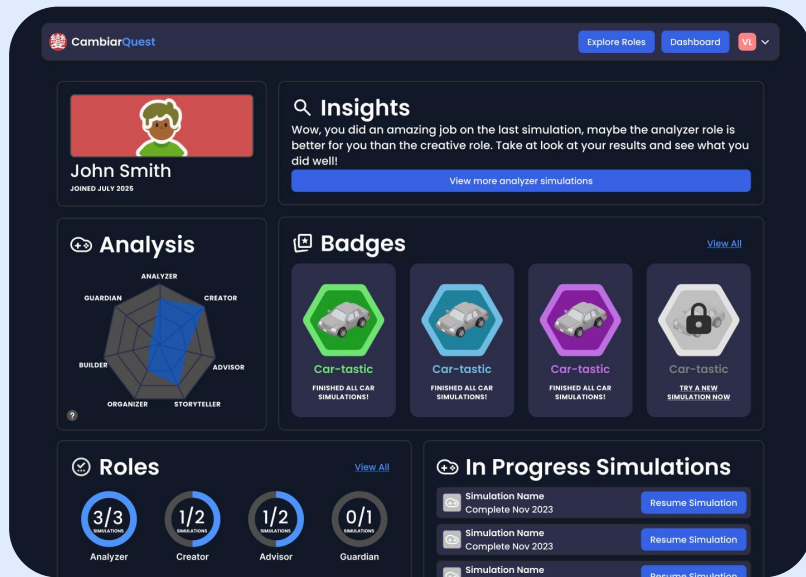 CambiarQuest
Explore Roles
Dashboard
VL
John Smith
JOINED JULY 2025
Insights
Wow, you did an amazing job on the last simulation, maybe the analyzer role is
better for you than the creative role. Take at look at your results and see what you
did well!
View more analyzer simulations
Analysis
ANALYZER
GUARDIAN
CREATOR
BUILDER
ADVISOR
ORGANIZER
STORYTELLER
?
Badges
View All
Car-tastic
FINISHED ALL CAR
SIMULATIONS!
Car-tastic
FINISHED ALL CAR
SIMULATIONS!
Car-tastic
FINISHED ALL CAR
SIMULATIONS!
Car-tastic
TRY A NEW
SIMULATION NOW
Roles
View All
3/3
SIMULATIONS
Analyzer
1/2
SIMULATIONS
Creator
1/2
SIMULATIONS
Advisor
0/1
SIMULATIONS
Guardian
In Progress Simulations
Simulation Name
Complete Nov 2023
Resume Simulation
Simulation Name
Complete Nov 2023
Resume Simulation
Simulation Name
Resume Simulation